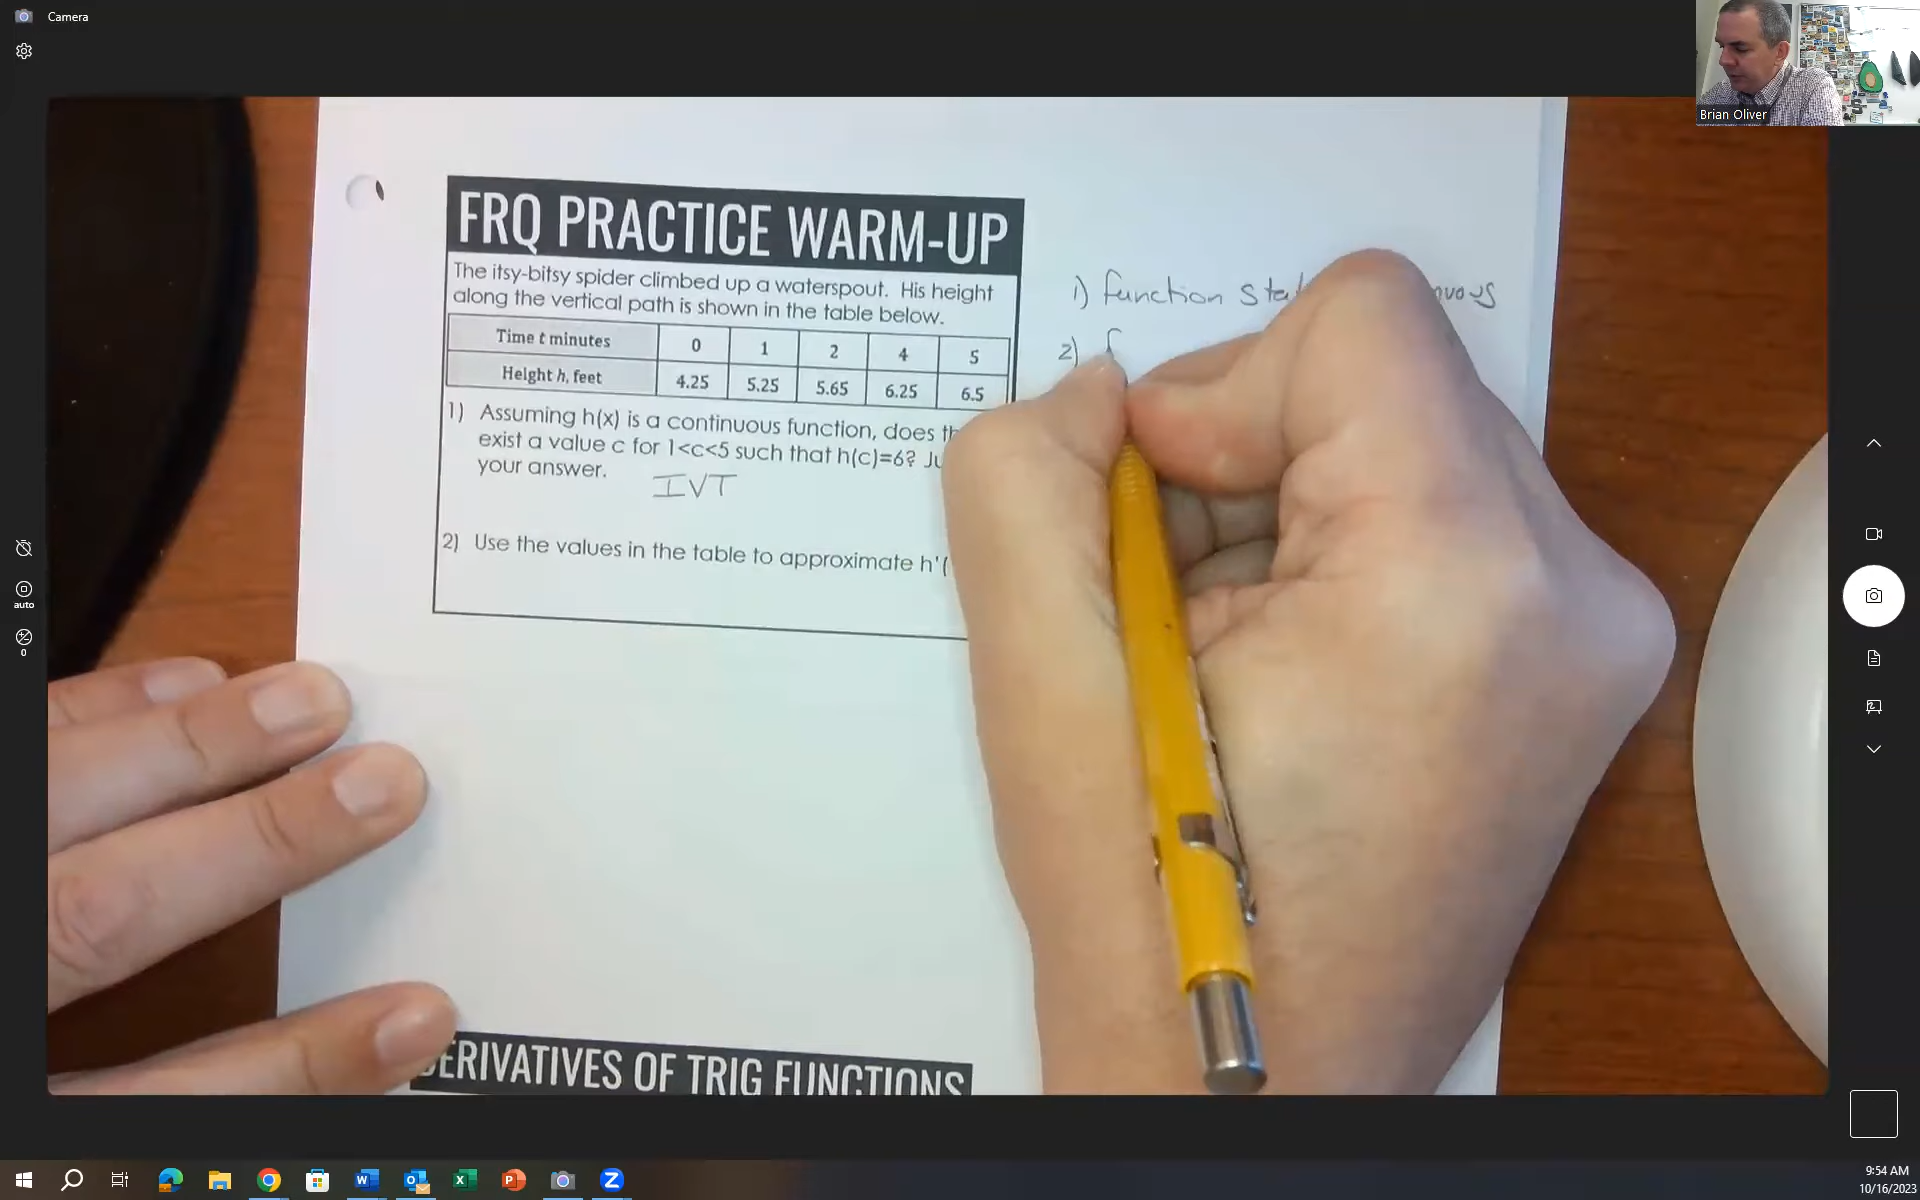 Camera
Brian Oliver
FRQ PRACTICE WARM-UP
The itsy-bitsy spider climbed up a waterspout. His height
along the vertical path is shown in the table below.
Time t minutes 0 1 2 4 5
Height h, feet 4.25 5.25 5.65 6.25 6.5
1) Assuming h(x) is a continuous function, does
exist a value c for 1<c<5 such that h(c)=6?
your answer.
IVT
2) Use the values in the table to approximate h'(
1) function
2)
auto
0
ERIVATIVES OF TRIG FUNCTIONS
9:54 AM
10/16/2023